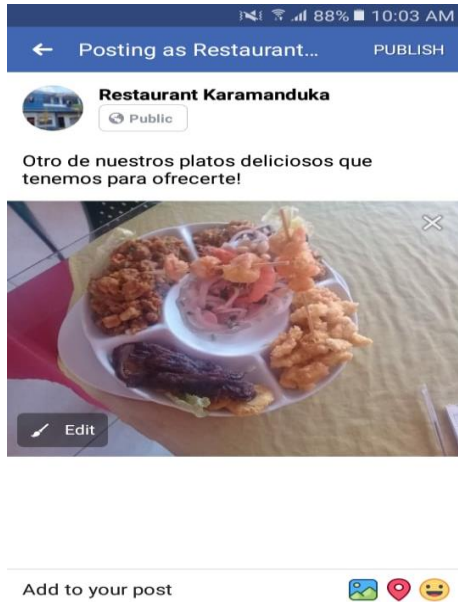 88% 10:03 AM
Posting as Restaurant... PUBLISH
Restaurant Karamanduka
Public
Otro de nuestros platos deliciosos que
tenemos para ofrecerte!
Edit
Add to your post